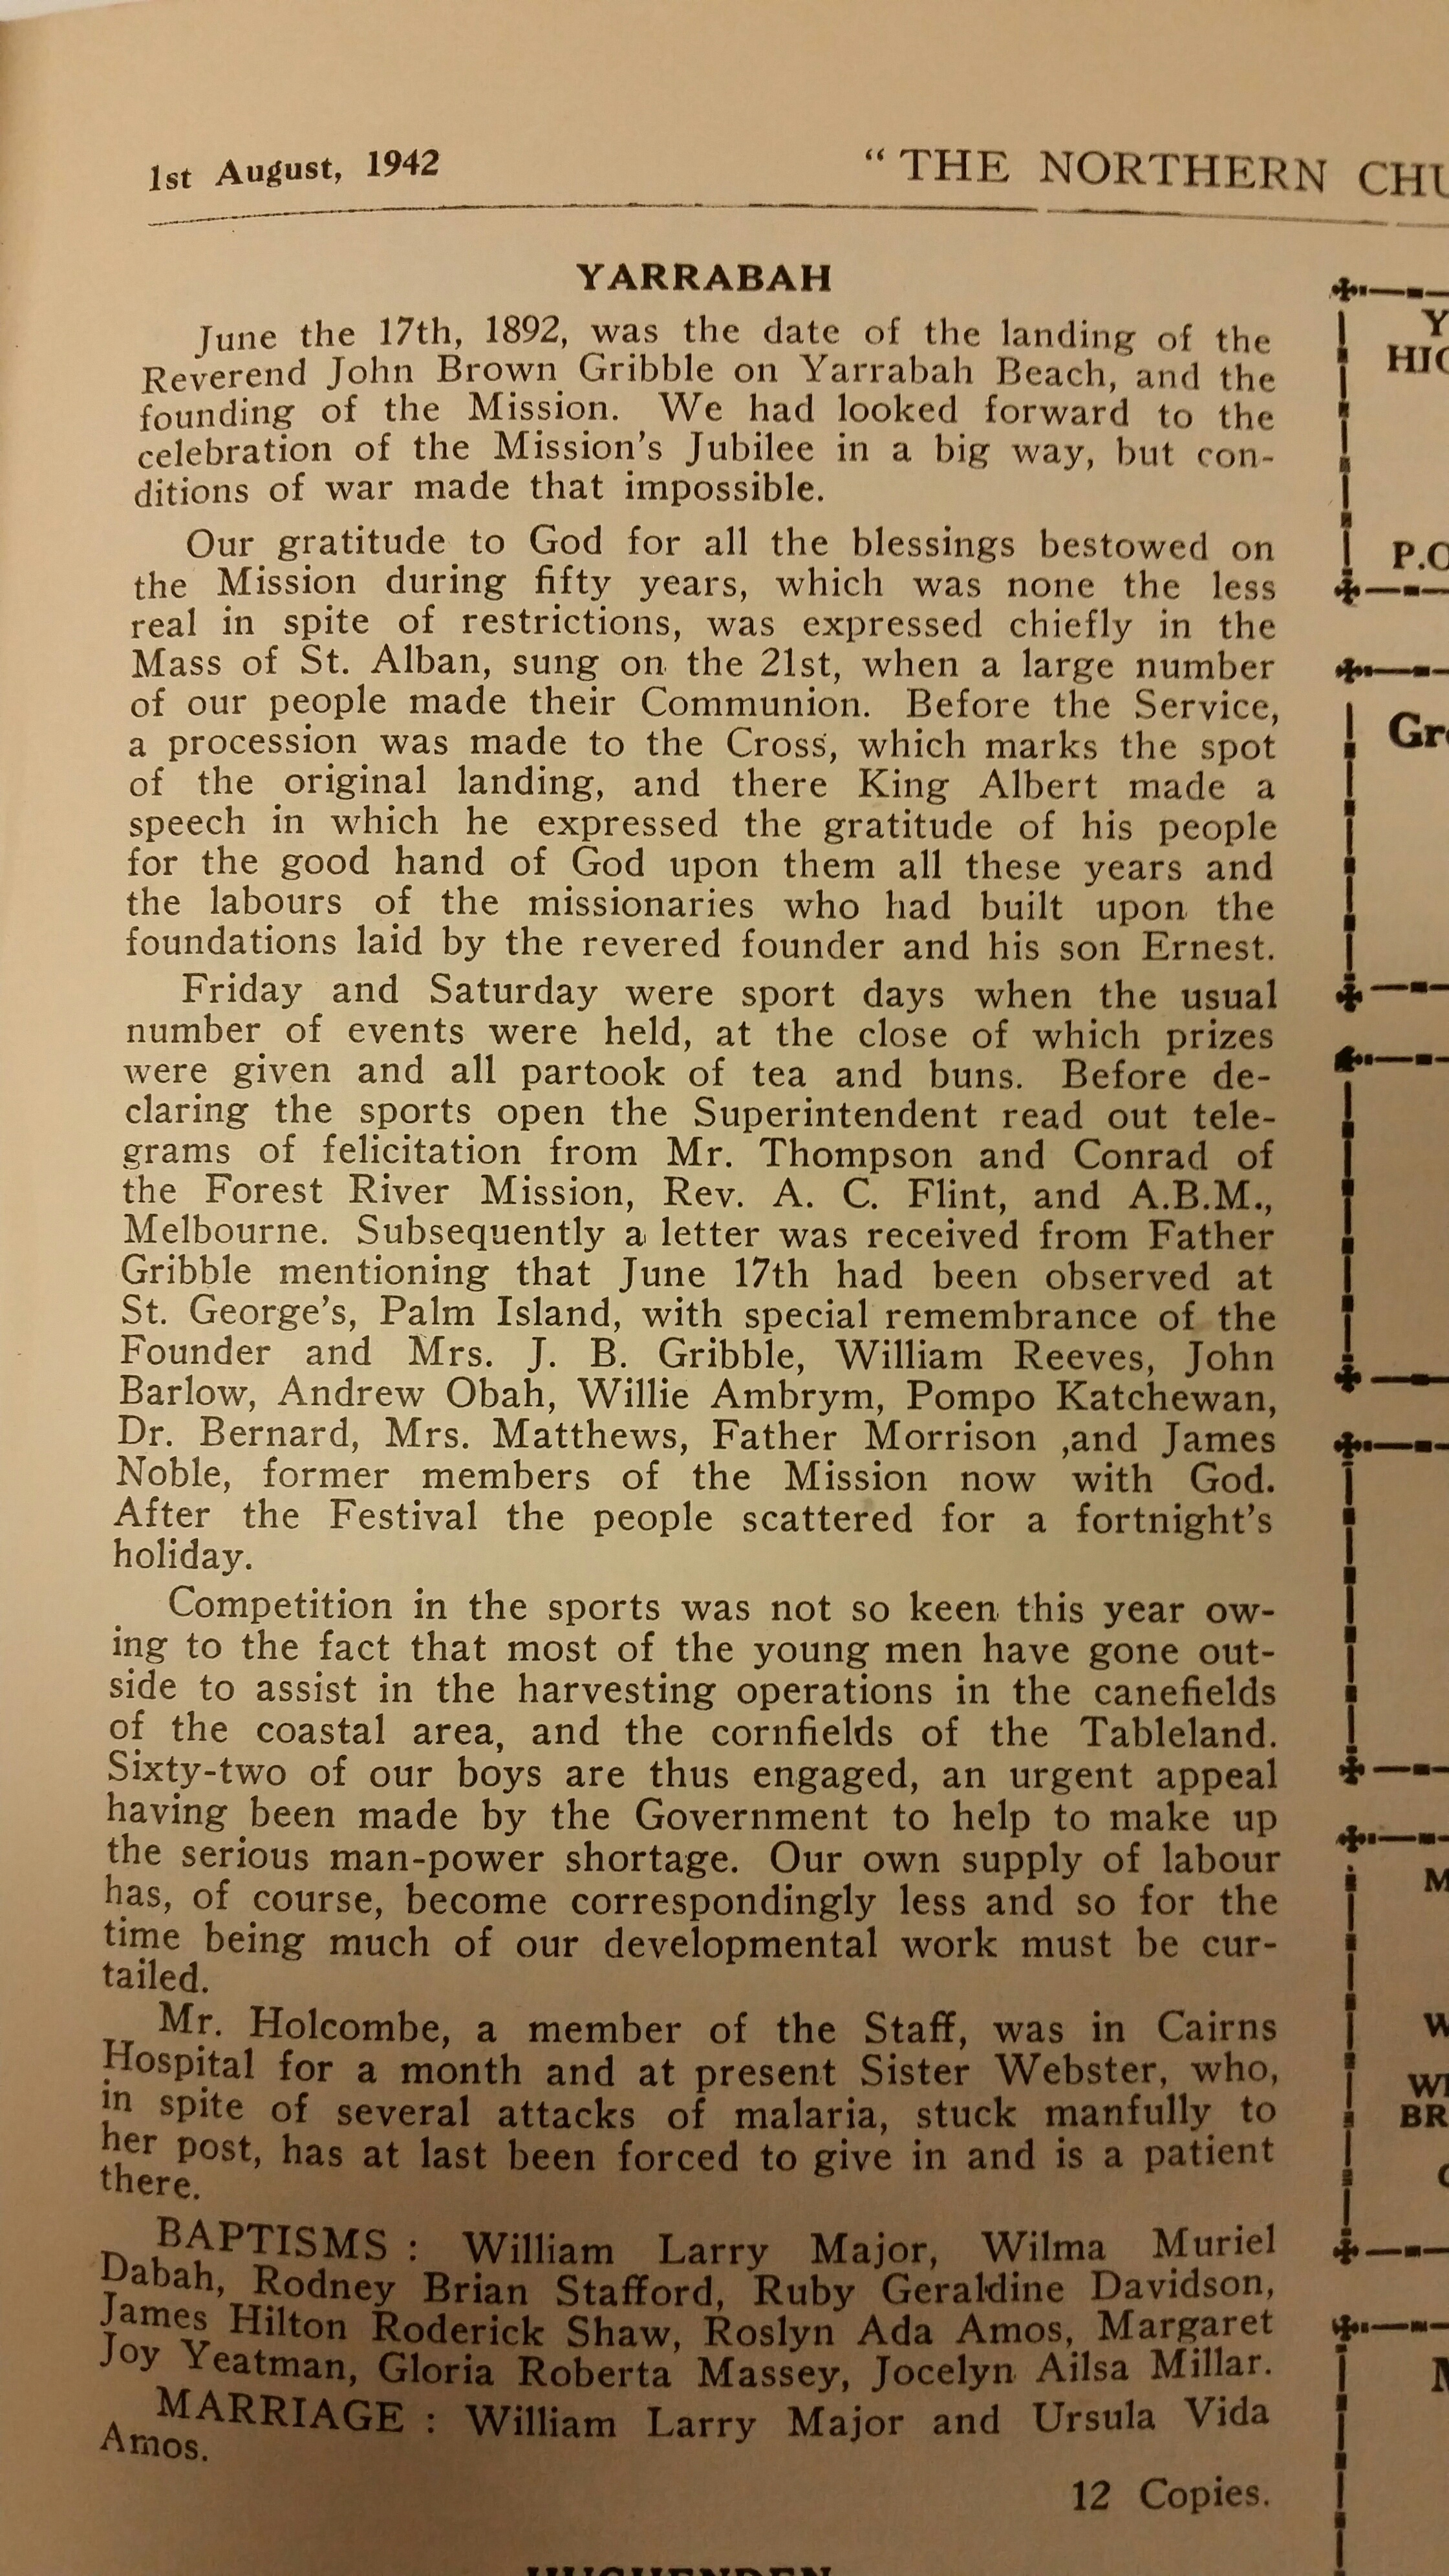 1st August, 1942
"THE NORTHERN
YARRABAH
June the 17th, 1892, was the date of the landing of the
Reverend John Brown Gribble on Yarrabah Beach, and the
founding of the Mission. We had looked forward to the
celebration of the Mission's Jubilee in a big way, but con-
ditions of war made that impossible.
Our gratitude to God for all the blessings bestowed on
the Mission during fifty years, which was none the less
real in spite of restrictions, was expressed chiefly in the
Mass of St. Alban, sung on the 21st, when a large number
of our people made their Communion. Before the Service,
a procession was made to the Cross, which marks the spot
of the original landing, and there King Albert made a
speech in which he expressed the gratitude of his people
for the good hand of God upon them all these years and
the labours of the missionaries who had built upon the
foundations laid by the revered founder and his son Ernest.
Friday and Saturday were sport days when the usual
number of events were held, at the close of which prizes
were given and all partook of tea and buns. Before de-
claring the sports open the Superintendent read out tele-
grams of felicitation from Mr. Thompson and Conrad of
the Forest River Mission, Rev. A. C. Flint, and A.B.M.,
Melbourne. Subsequently a letter was received from Father
Gribble mentioning that June 17th had been observed at
St. George's, Palm Island, with special remembrance of the
Founder and Mrs. J. B. Gribble, William Reeves, John
Barlow, Andrew Obah, Willie Ambrym, Pompo Katchewan,
Dr. Bernard, Mrs. Matthews, Father Morrison ,and James
Noble, former members of the Mission now with God.
After the Festival the people scattered for a fortnight's
holiday.
Competition in the sports was not so keen this year ow-
ing to the fact that most of the young men have gone out-
side to assist in the harvesting operations in the canefields
of the coastal area, and the cornfields of the Tableland.
Sixty-two of our boys are thus engaged, an urgent appeal
having been made by the Government to help to make up
the serious man-power shortage. Our own supply of labour
has, of course, become correspondingly less and so for the
time being much of our developmental work must be cur-
tailed.
Mr. Holcombe, a member of the Staff, was in Cairns
Hospital for a month and at present Sister Webster, who,
in spite of several attacks of malaria, stuck manfully to
her post, has at last been forced to give in and is a patient
there.
BAPTISMS : William Larry Major, Wilma Muriel
Dabah, Rodney Brian Stafford, Ruby Geraldine Davidson,
James Hilton Roderick Shaw, Roslyn Ada Amos, Margaret
Joy Yeatman, Gloria Roberta Massey, Jocelyn Ailsa Millar.
MARRIAGE : William Larry Major and Ursula Vida
Amos.
12 Copies.